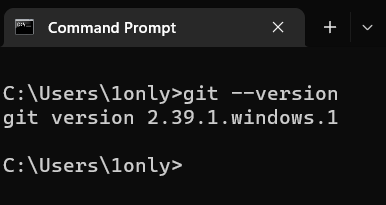 Command Prompt
C:\Users\1only>git --version
git version 2.39.1.windows.1
C:\Users\1only>